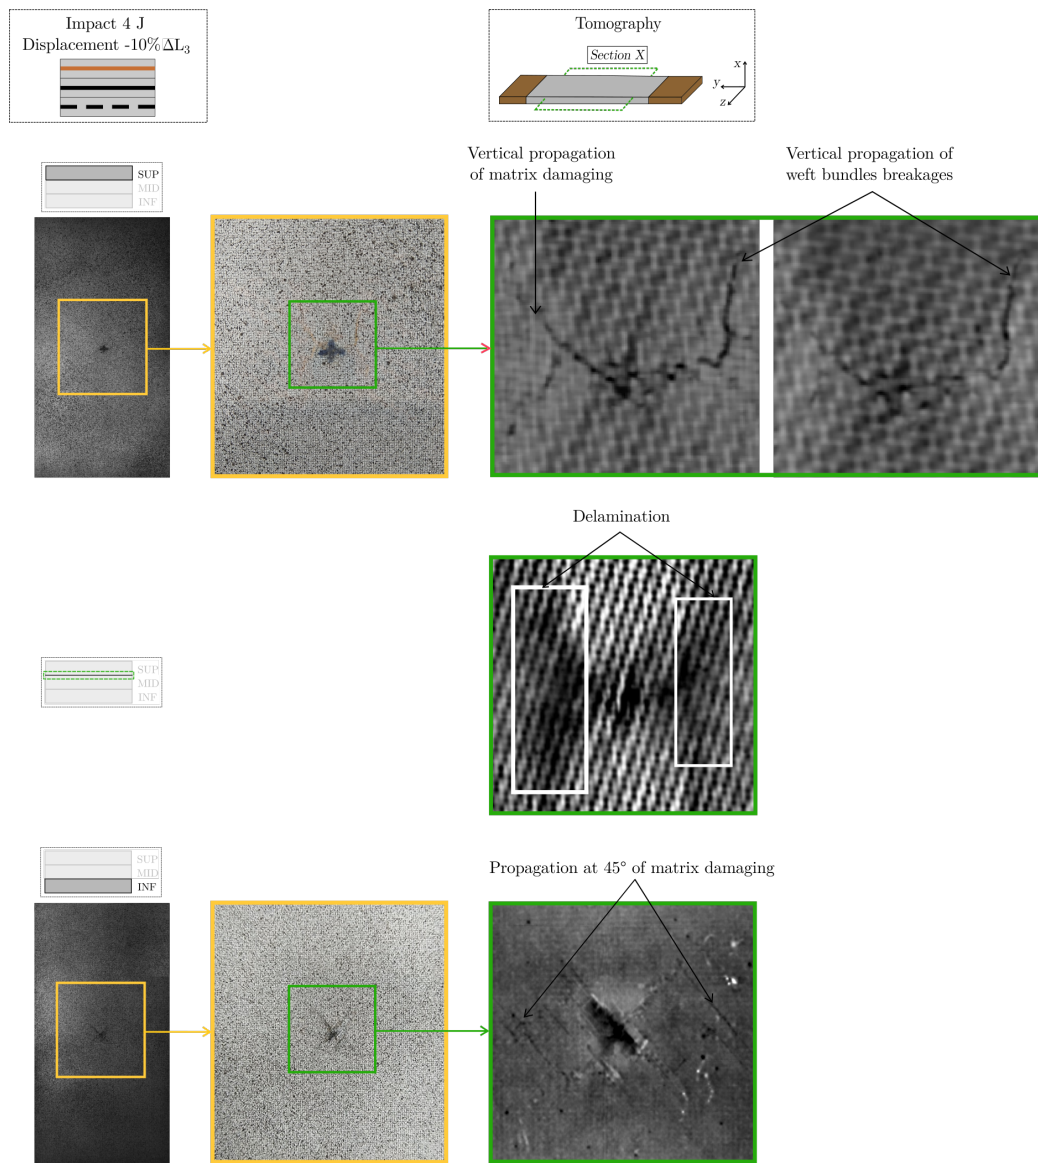 Impact 4 J
Displacement -10%ΔL₃
Tomography
Section X
x
y
z
Vertical propagation
of matrix damaging
Vertical propagation of
weft bundles breakages
SUP
MID
INF
Delamination
SUP
MID
INF
Propagation at 45° of matrix damaging
SUP
MID
INF